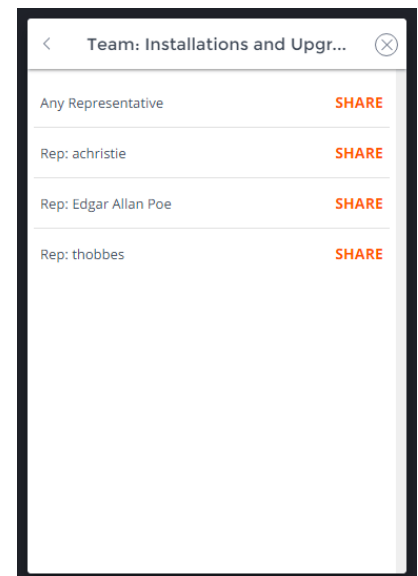 Team: Installations and Upgr...
Any Representative SHARE
Rep: achristie SHARE
Rep: Edgar Allan Poe SHARE
Rep: thobbes SHARE